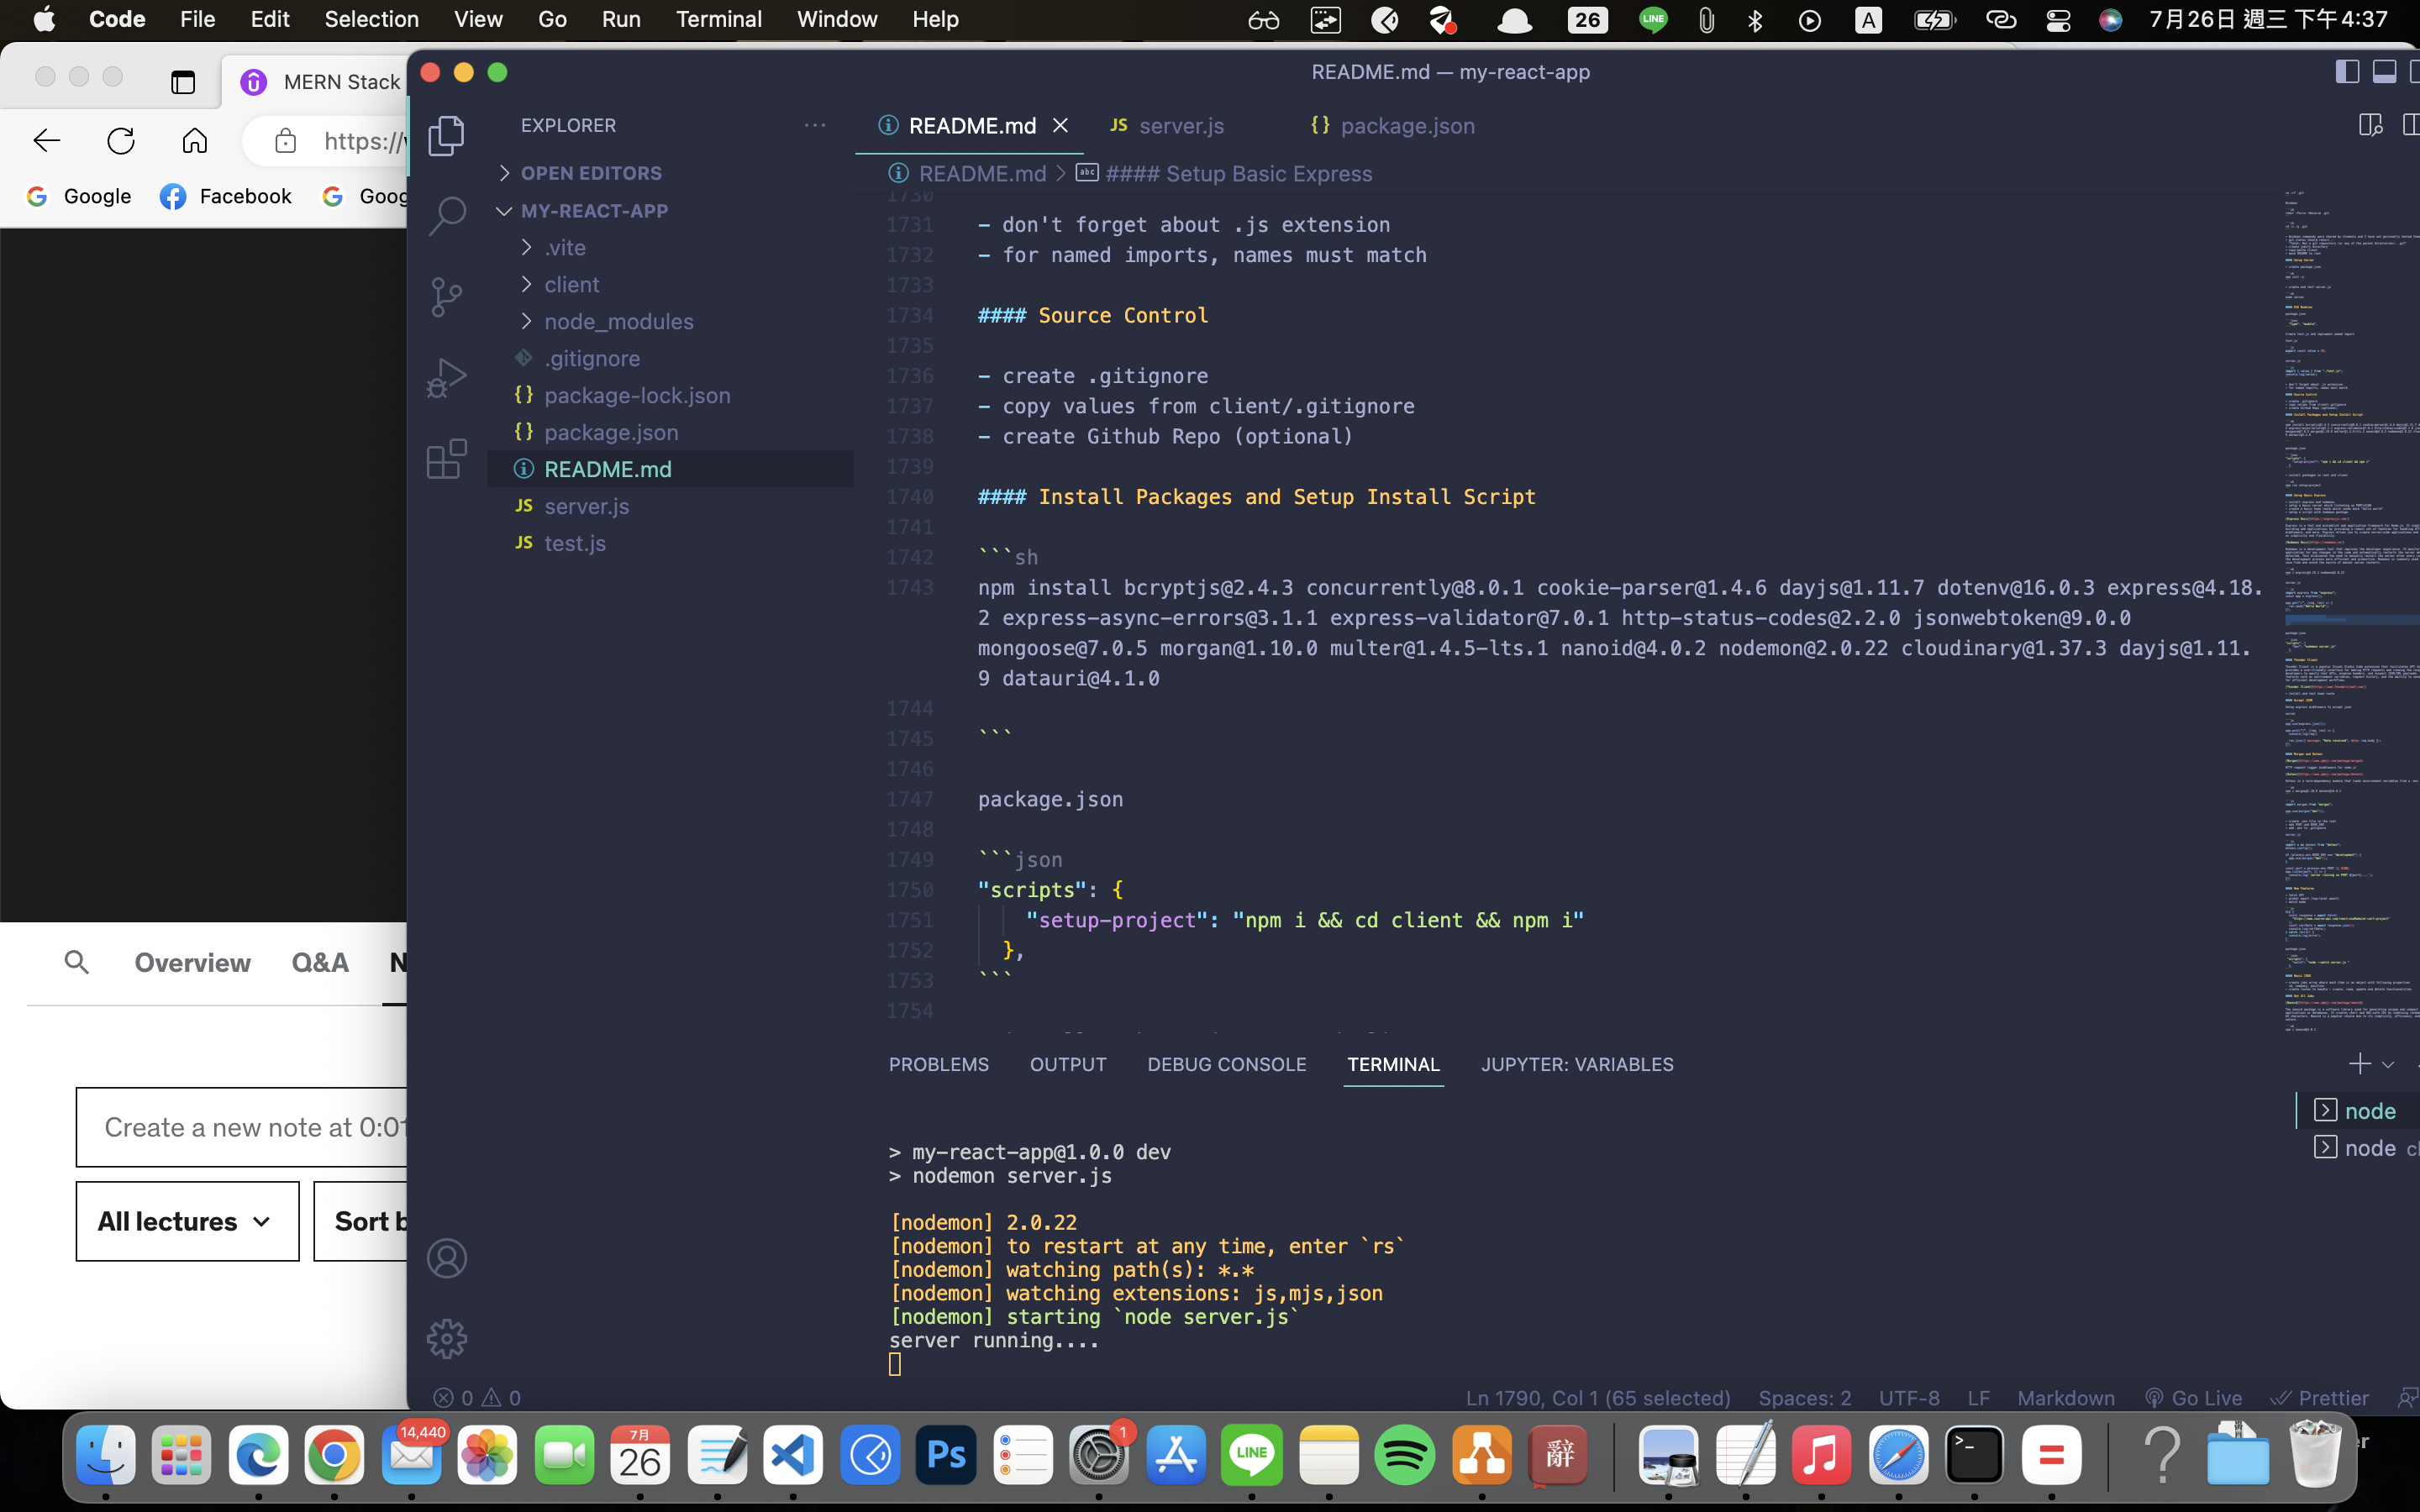 Code File Edit Selection View Go Run Terminal Window Help
26
LINE
A
7月26日 週三 下午4:37
MERN Stack
https://
Google
Facebook
Goog
Overview
Q&A
N
Create a new note at 0:01
All lectures
Sort b
README.md — my-react-app
EXPLORER
OPEN EDITORS
MY-REACT-APP
.vite
client
node_modules
.gitignore
{} package-lock.json
{} package.json
README.md
JS server.js
JS test.js
README.md
JS server.js
{} package.json
README.md > abc #### Setup Basic Express
1730
1731 - don't forget about .js extension
1732 - for named imports, names must match
1733
1734 #### Source Control
1735
1736 - create .gitignore
1737 - copy values from client/.gitignore
1738 - create Github Repo (optional)
1739
1740 #### Install Packages and Setup Install Script
1741
1742 ```sh
1743 npm install bcryptjs@2.4.3 concurrently@8.0.1 cookie-parser@1.4.6 dayjs@1.11.7 dotenv@16.0.3 express@4.18.
2 express-async-errors@3.1.1 express-validator@7.0.1 http-status-codes@2.2.0 jsonwebtoken@9.0.0
mongoose@7.0.5 morgan@1.10.0 multer@1.4.5-lts.1 nanoid@4.0.2 nodemon@2.0.22 cloudinary@1.37.3 dayjs@1.11.
9 datauri@4.1.0
1744
1745 ```
1746
1747 package.json
1748
1749 ```json
1750 "scripts": {
1751 "setup-project": "npm i && cd client && npm i"
1752 },
1753 ```
1754
PROBLEMS OUTPUT DEBUG CONSOLE TERMINAL JUPYTER: VARIABLES
node
node
> my-react-app@1.0.0 dev
> nodemon server.js
[nodemon] 2.0.22
[nodemon] to restart at any time, enter `rs`
[nodemon] watching path(s): *.*
[nodemon] watching extensions: js,mjs,json
[nodemon] starting `node server.js`
server running....
0 0
Ln 1790, Col 1 (65 selected) Spaces: 2 UTF-8 LF Markdown Go Live Prettier
14,440
7月
26
Ps
1
LINE
辭